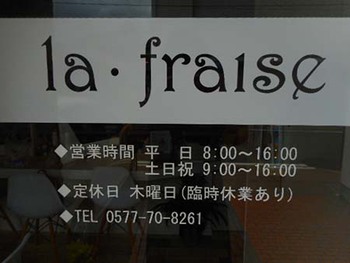 la・fraise
◆営業時間 平 日 8:00～16:00
土日祝 9:00～16:00
◆定休日 木曜日(臨時休業あり)
◆TEL 0577-70-8261